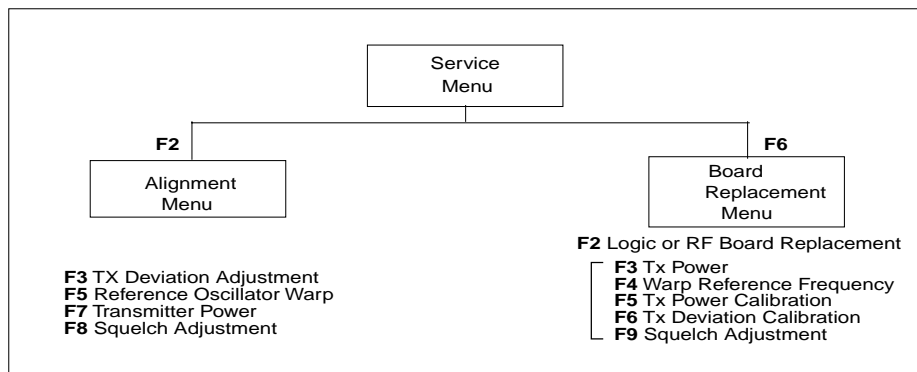 Service
Menu
F2
F6
Alignment
Menu
Board
Replacement
Menu
F2 Logic or RF Board Replacement
F3 TX Deviation Adjustment
F5 Reference Oscillator Warp
F7 Transmitter Power
F8 Squelch Adjustment
F3 Tx Power
F4 Warp Reference Frequency
F5 Tx Power Calibration
F6 Tx Deviation Calibration
F9 Squelch Adjustment